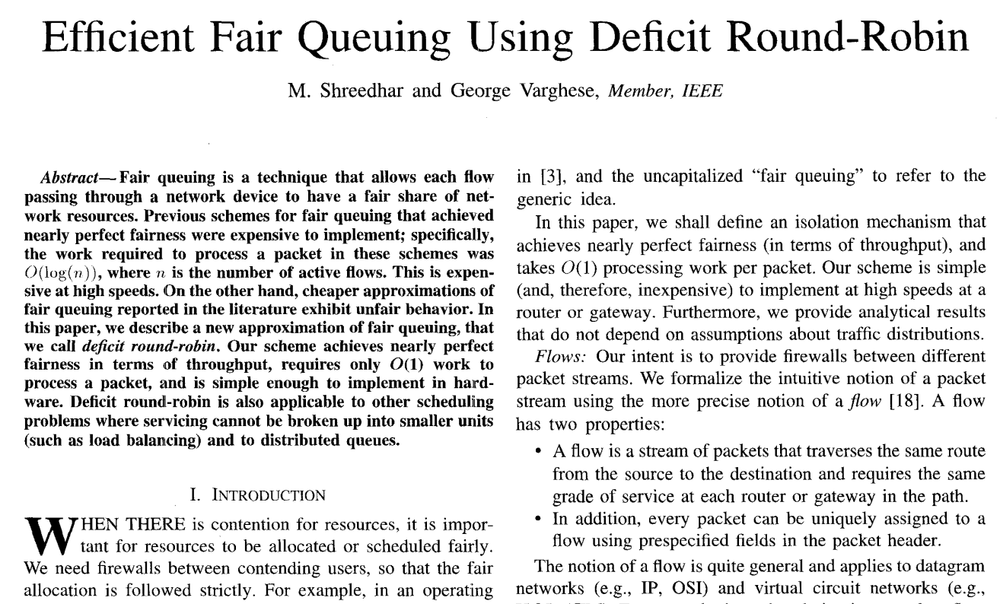 Efficient Fair Queuing Using Deficit Round-Robin
M. Shreedhar and George Varghese, Member, IEEE
Abstract—Fair queuing is a technique that allows each flow
passing through a network device to have a fair share of net-
work resources. Previous schemes for fair queuing that achieved
nearly perfect fairness were expensive to implement; specifically,
the work required to process a packet in these schemes was
O(log(n)), where n is the number of active flows. This is expen-
sive at high speeds. On the other hand, cheaper approximations of
fair queuing reported in the literature exhibit unfair behavior. In
this paper, we describe a new approximation of fair queuing, that
we call deficit round-robin. Our scheme achieves nearly perfect
fairness in terms of throughput, requires only O(1) work to
process a packet, and is simple enough to implement in hard-
ware. Deficit round-robin is also applicable to other scheduling
problems where servicing cannot be broken up into smaller units
(such as load balancing) and to distributed queues.
I. INTRODUCTION
WHEN THERE is contention for resources, it is impor-
tant for resources to be allocated or scheduled fairly.
We need firewalls between contending users, so that the fair
allocation is followed strictly. For example, in an operating
in [3], and the uncapitalized “fair queuing” to refer to the
generic idea.
In this paper, we shall define an isolation mechanism that
achieves nearly perfect fairness (in terms of throughput), and
takes O(1) processing work per packet. Our scheme is simple
(and, therefore, inexpensive) to implement at high speeds at a
router or gateway. Furthermore, we provide analytical results
that do not depend on assumptions about traffic distributions.
Flows: Our intent is to provide firewalls between different
packet streams. We formalize the intuitive notion of a packet
stream using the more precise notion of a flow [18]. A flow
has two properties:
• A flow is a stream of packets that traverses the same route
from the source to the destination and requires the same
grade of service at each router or gateway in the path.
• In addition, every packet can be uniquely assigned to a
flow using prespecified fields in the packet header.
The notion of a flow is quite general and applies to datagram
networks (e.g., IP, OSI) and virtual circuit networks (e.g.,